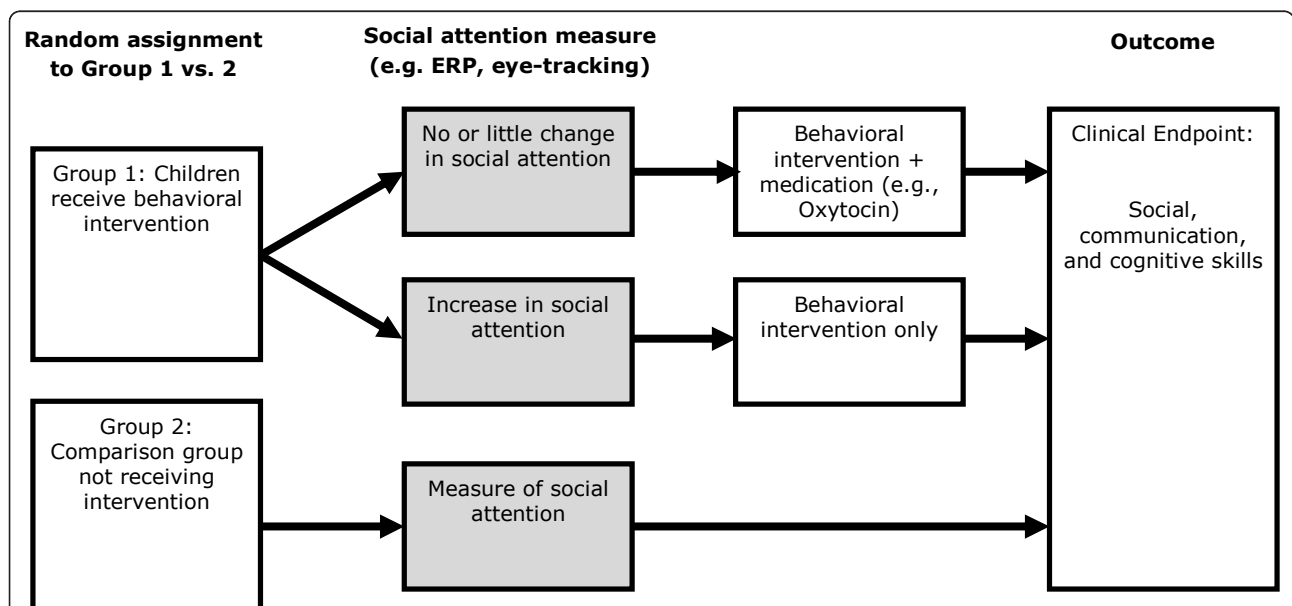 Random assignment
to Group 1 vs. 2
Social attention measure
(e.g. ERP, eye-tracking)
Outcome
Group 1: Children
receive behavioral
intervention
No or little change
in social attention
Behavioral
intervention +
medication (e.g.,
Oxytocin)
Clinical Endpoint:
Social,
communication,
and cognitive skills
Increase in social
attention
Behavioral
intervention only
Group 2:
Comparison group
not receiving
intervention
Measure of social
attention